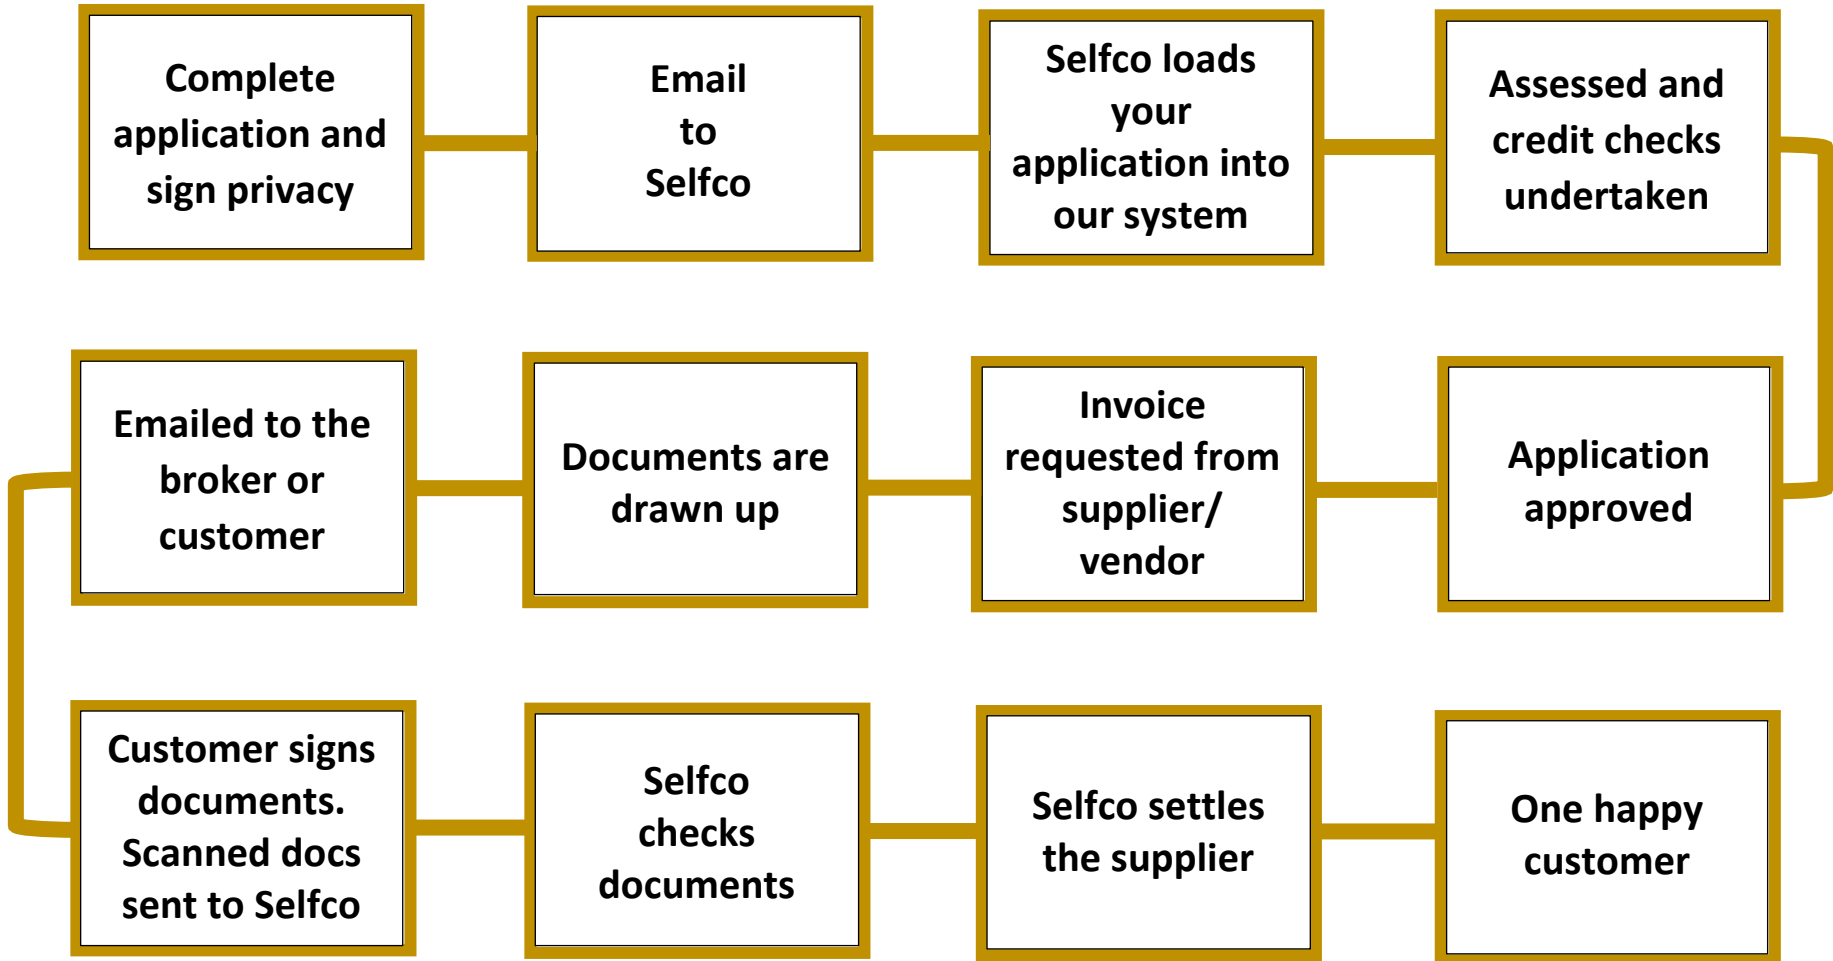 Complete
application and
sign privacy
Email
to
Selfco
Selfco loads
your
application into
our system
Assessed and
credit checks
undertaken
Application
approved
Invoice
requested from
supplier/
vendor
Documents are
drawn up
Emailed to the
broker or
customer
Customer signs
documents.
Scanned docs
sent to Selfco
Selfco
checks
documents
Selfco settles
the supplier
One happy
customer